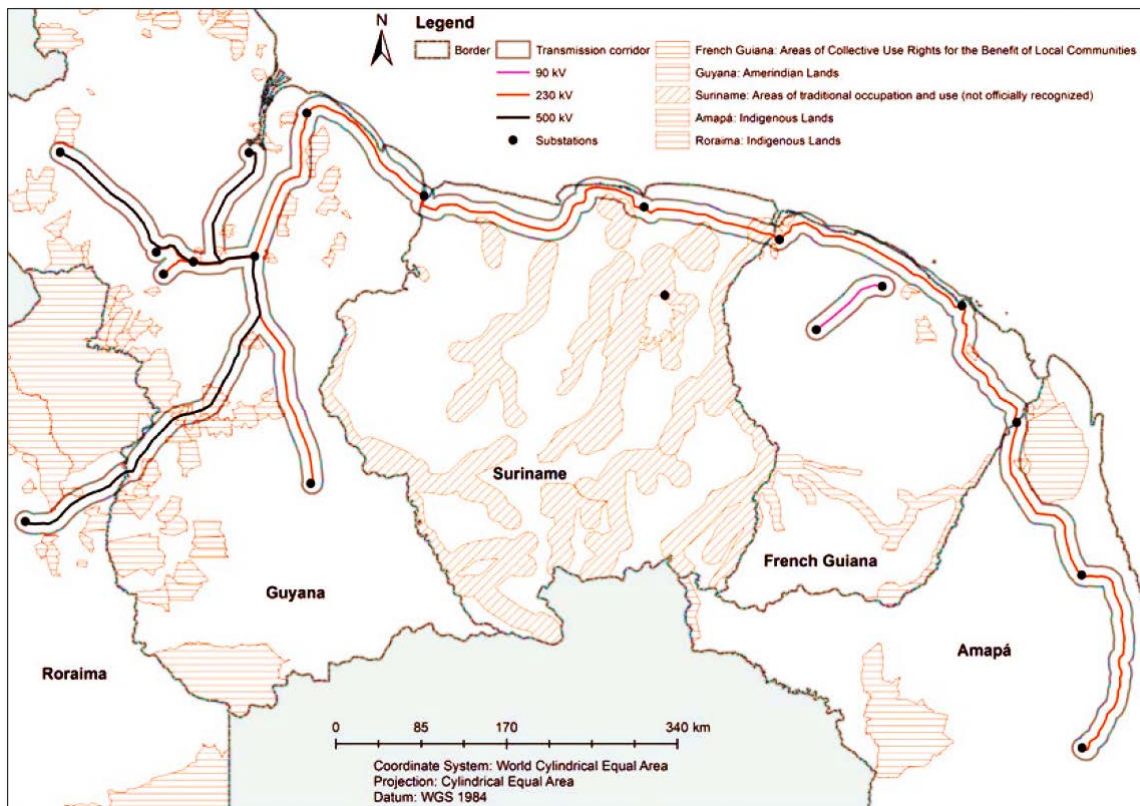 N
Legend
Border
Transmission corridor
90 kV
230 kV
500 kV
Substations
French Guiana: Areas of Collective Use Rights for the Benefit of Local Communities
Guyana: Amerindian Lands
Suriname: Areas of traditional occupation and use (not officially recognized)
Amapá: Indigenous Lands
Roraima: Indigenous Lands
Suriname
French Guiana
Guyana
Amapá
Roraima
0 85 170 340 km
Coordinate System: World Cylindrical Equal Area
Projection: Cylindrical Equal Area
Datum: WGS 1984